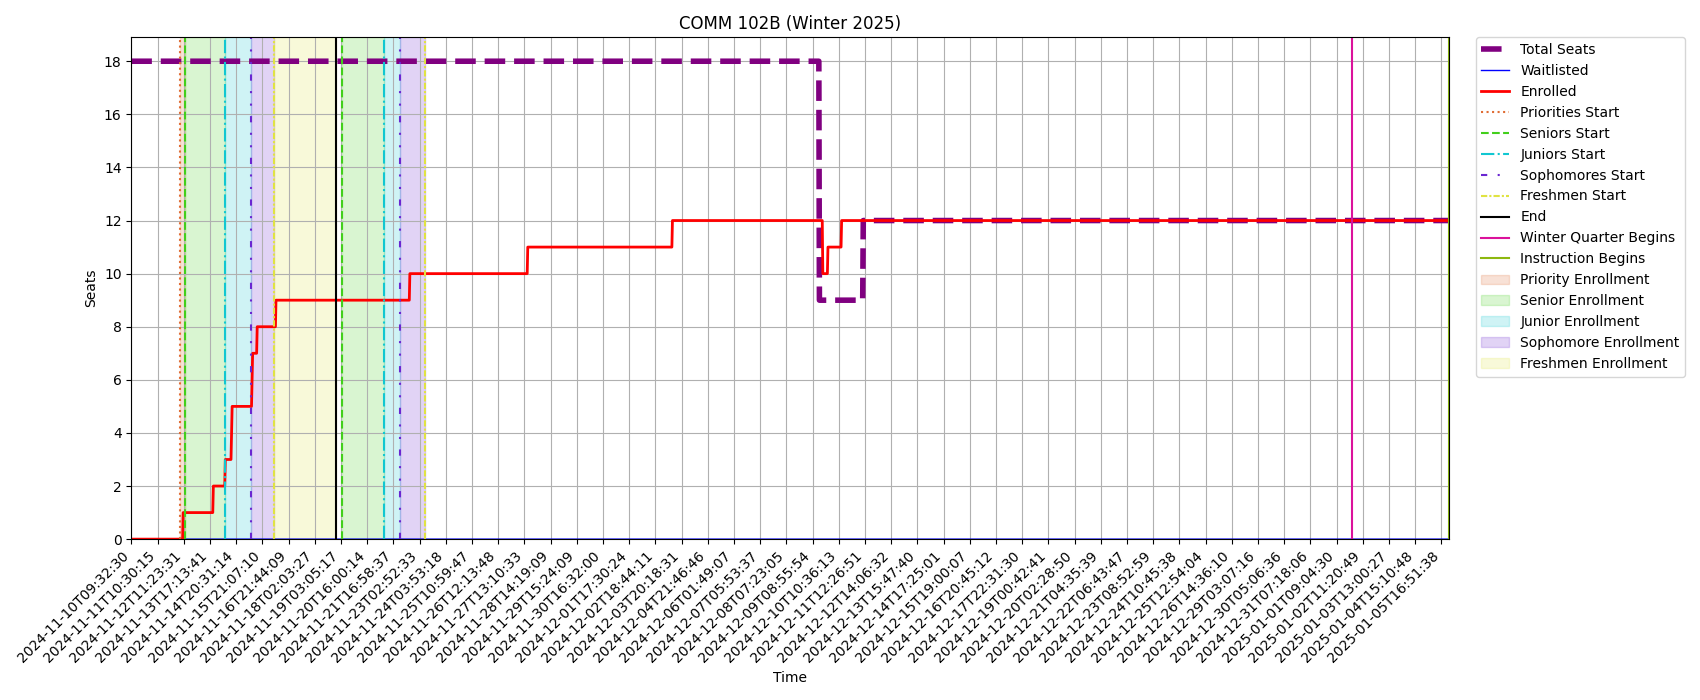 COMM 102B (Winter 2025)
Seats
18
16
14
12
10
8
6
4
2
0
2024-11-10T09:32:30
2024-11-11T10:30:15
2024-11-12T11:23:31
2024-11-13T17:13:41
2024-11-14T20:31:14
2024-11-15T21:07:10
2024-11-16T21:44:09
2024-11-18T02:03:27
2024-11-19T03:05:17
2024-11-20T16:00:14
2024-11-21T16:58:37
2024-11-23T02:52:33
2024-11-24T03:53:18
2024-11-25T10:59:47
2024-11-26T12:13:48
2024-11-27T13:10:33
2024-11-28T14:19:09
2024-11-29T15:24:09
2024-11-30T16:32:00
2024-12-01T17:30:24
2024-12-02T18:44:11
2024-12-03T20:18:31
2024-12-04T21:46:46
2024-12-06T01:49:07
2024-12-07T05:53:37
2024-12-08T07:23:05
2024-12-09T08:55:54
2024-12-10T10:36:13
2024-12-11T12:26:51
2024-12-12T14:06:32
2024-12-13T15:47:40
2024-12-14T17:25:01
2024-12-15T19:00:07
2024-12-16T20:45:12
2024-12-17T22:31:30
2024-12-19T00:42:41
2024-12-20T02:28:50
2024-12-21T04:35:39
2024-12-22T06:43:47
2024-12-23T08:52:59
2024-12-24T10:45:38
2024-12-25T12:54:04
2024-12-26T14:36:10
2024-12-29T03:07:16
2024-12-30T05:06:36
2024-12-31T07:18:06
2025-01-01T09:04:30
2025-01-02T11:20:49
2025-01-03T13:00:27
2025-01-04T15:10:48
2025-01-05T16:51:38
Time
Total Seats
Waitlisted
Enrolled
Priorities Start
Seniors Start
Juniors Start
Sophomores Start
Freshmen Start
End
Winter Quarter Begins
Instruction Begins
Priority Enrollment
Senior Enrollment
Junior Enrollment
Sophomore Enrollment
Freshmen Enrollment